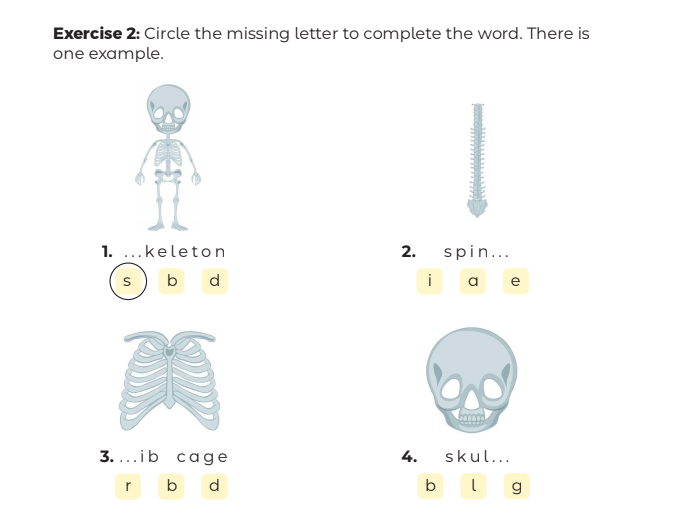 Exercise 2: Circle the missing letter to complete the word. There is
one example.
1. ...keleton
s b d
2. spin...
i a e
3. ...ib cage
r b d
4. skul...
b l g